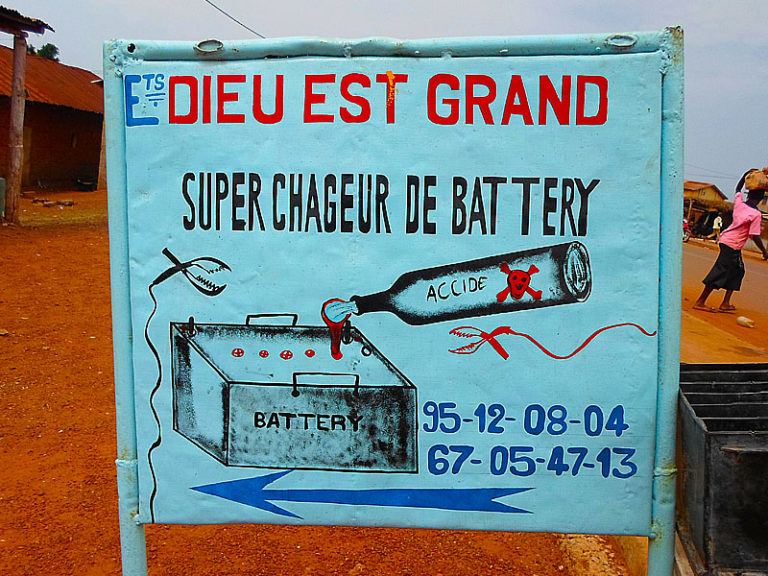 Ets DIEU EST GRAND
SUPER CHAGEUR DE BATTERY
ACCIDE
BATTERY
95-12-08-04
67-05-47-13